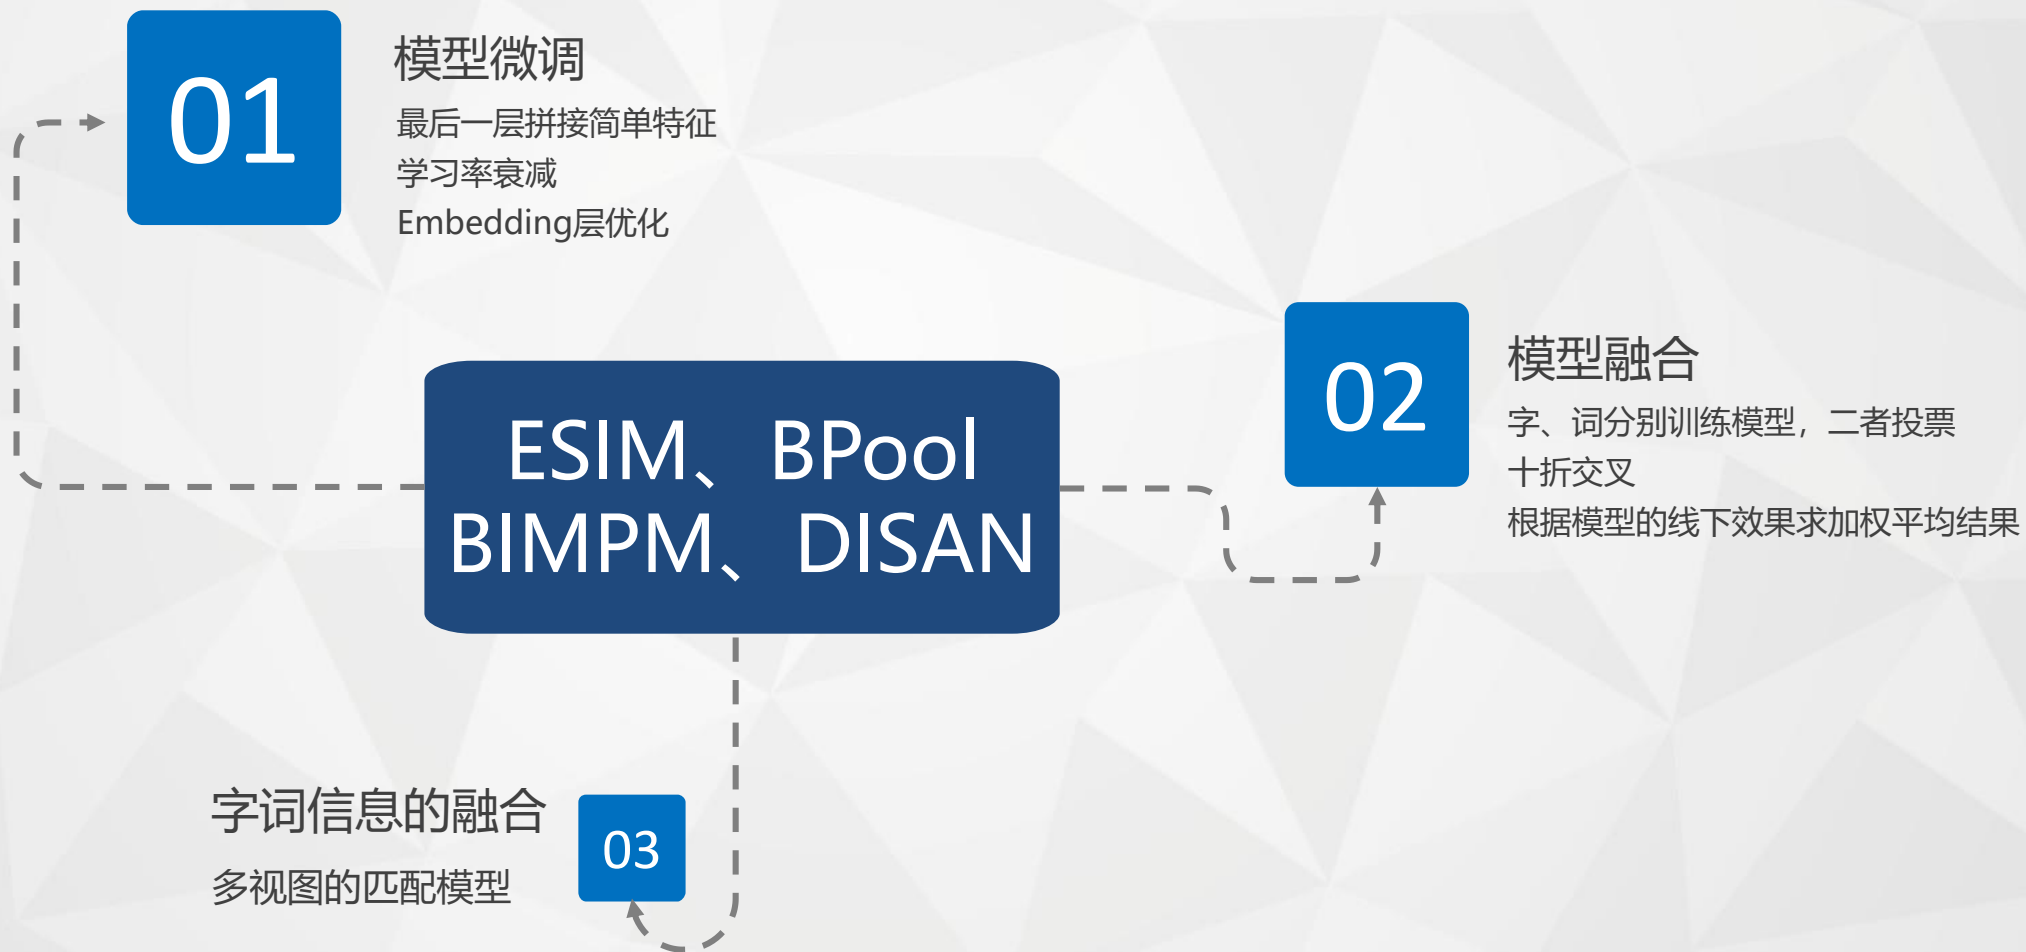 01
模型微调
最后一层拼接简单特征
学习率衰减
Embedding层优化
02
模型融合
字、词分别训练模型，二者投票
十折交叉
根据模型的线下效果求加权平均结果
ESIM、BPool
BIMPM、DISAN
字词信息的融合
多视图的匹配模型
03